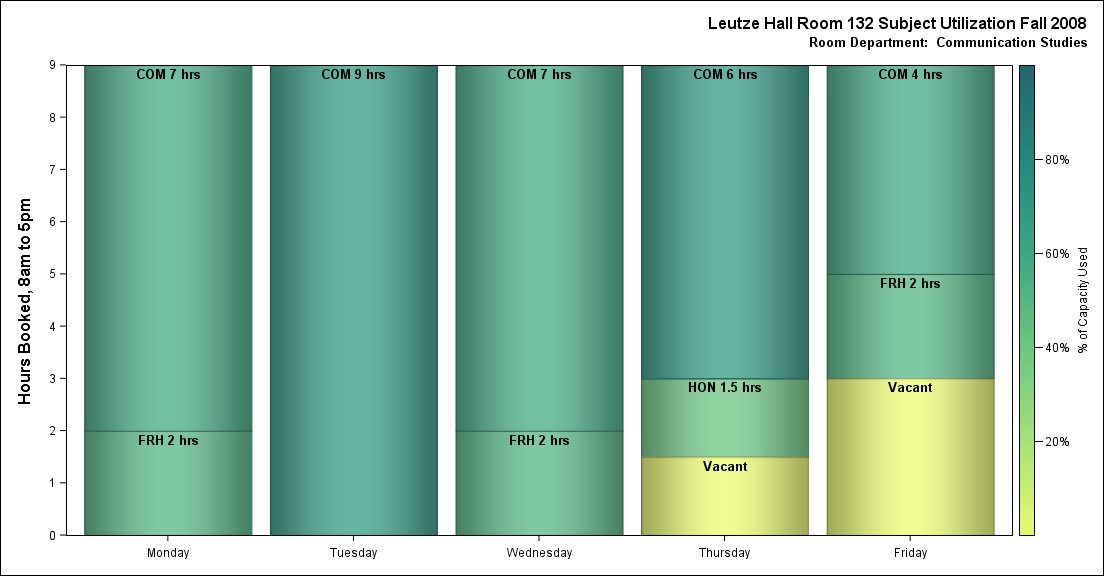 Leutze Hall Room 132 Subject Utilization Fall 2008
Room Department:  Communication Studies
Hours Booked, 8am to 5pm
9
8
7
6
5
4
3
2
1
0
COM 7 hrs
FRH 2 hrs
COM 9 hrs
COM 7 hrs
FRH 2 hrs
COM 6 hrs
HON 1.5 hrs
Vacant
COM 4 hrs
FRH 2 hrs
Vacant
Monday
Tuesday
Wednesday
Thursday
Friday
80%
60%
40%
20%
% of Capacity Used